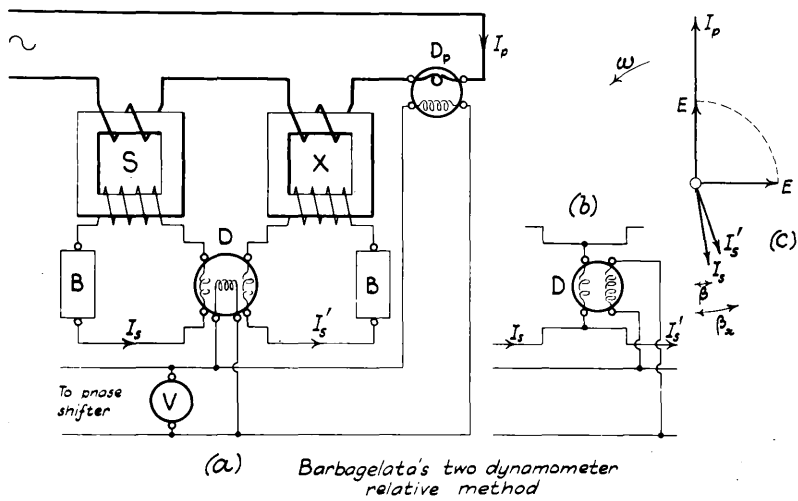 I_p
D_p
S
X
D
B
B
I_s
I_s'
To phase
shifter
V
(a)
(b)
D
I_s
I_s'
ω
I_p
E
E
I_s'
I_s
β
β_x
(c)
Barbagelata's two dynamometer
relative method